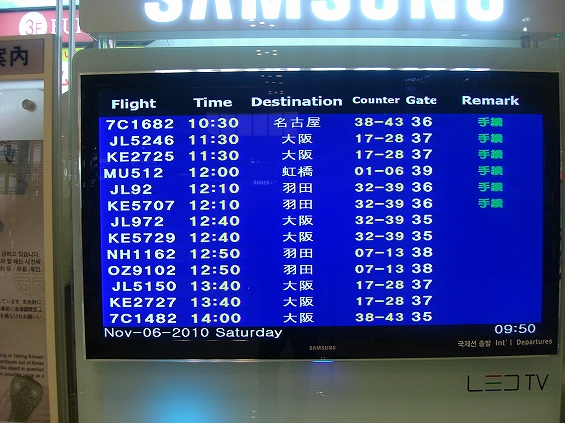 SAMSUNG
3F
案內
Flight Time Destination Counter Gate Remark
7C1682 10:30 名古屋 38-43 36 手續
JL5246 11:30 大阪 17-28 37 手續
KE2725 11:30 大阪 17-28 37 手續
MU512 12:00 虹橋 01-06 39 手續
JL92 12:10 羽田 32-39 36 手續
KE5707 12:10 羽田 32-39 36 手續
JL972 12:40 大阪 32-39 35
KE5729 12:40 大阪 32-39 35
NH1162 12:50 羽田 07-13 38
OZ9102 12:50 羽田 07-13 38
JL5150 13:40 大阪 17-28 37
KE2727 13:40 大阪 17-28 37
7C1482 14:00 大阪 38-43 35
Nov-06-2010 Saturday 09:50
SAMSUNG
국제선 출발 Int'l Departures
LED TV